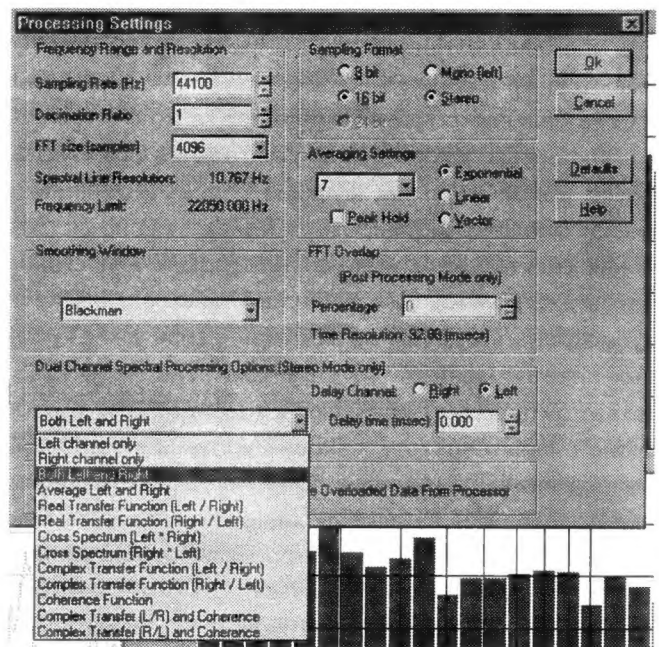 Processing Settings
Frequency Range and Resolution
Sampling Rate (Hz) 44100
Decimation Ratio 1
FFT size (samples) 4096
Spectral Line Resolution: 10.767 Hz
Frequency Limit: 22050.000 Hz
Smoothing Window
Blackman
Sampling Format
8 bit
Mono (left)
16 bit
Stereo
24 bit
Averaging Settings
7
Exponential
Linear
Peak Hold
Vector
FFT Overlap
(Post Processing Mode only)
Percentage 0
Time Resolution: (msecs)
Ok
Cancel
Defaults
Help
Dual Channel Spectral Processing Options (Stereo Mode only)
Delay Channel: Right Left
Both Left and Right
Delay time (msec) 0.000
Left channel only
Right channel only
Both Left and Right
Average Left and Right
Real Transfer Function (Left / Right)
Real Transfer Function (Right / Left)
Cross Spectrum (Left * Right)
Cross Spectrum (Right * Left)
Complex Transfer Function (Left / Right)
Complex Transfer Function (Right / Left)
Coherence Function
Complex Transfer (L/R) and Coherence
Complex Transfer (R/L) and Coherence
e Overloaded Data From Processor